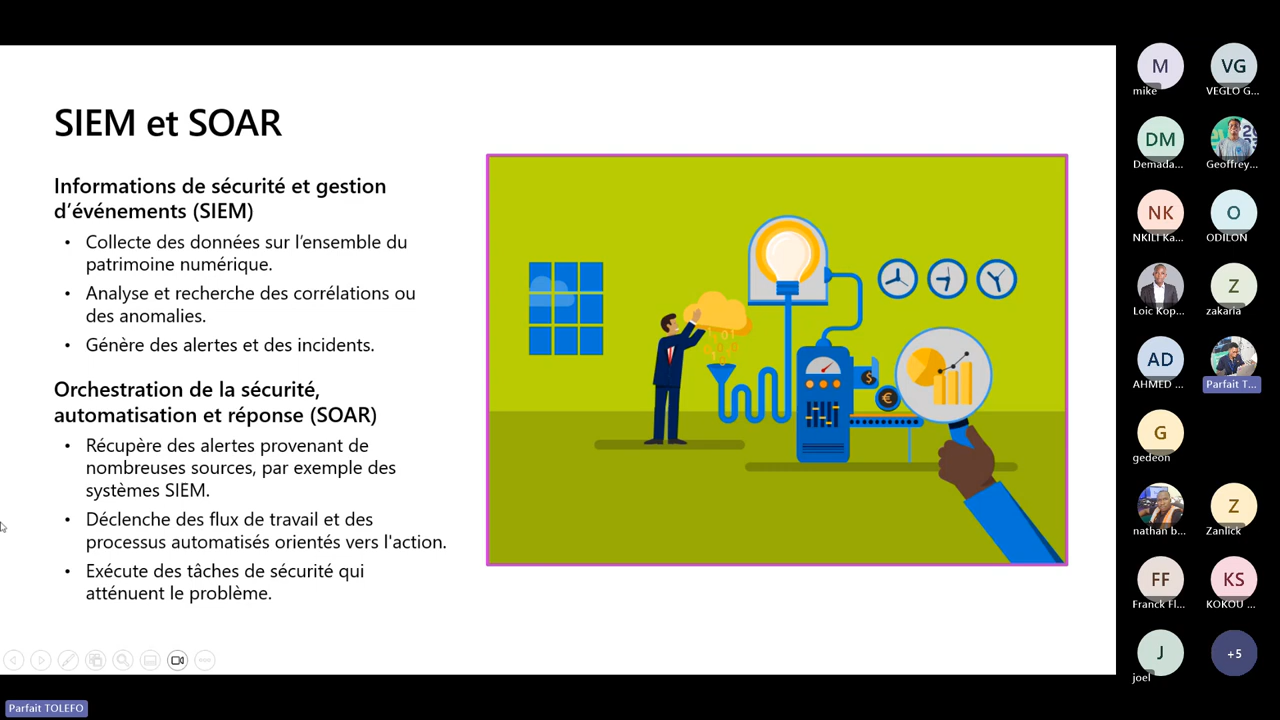 SIEM et SOAR
Informations de sécurité et gestion
d’événements (SIEM)
• Collecte des données sur l’ensemble du
patrimoine numérique.
• Analyse et recherche des corrélations ou
des anomalies.
• Génère des alertes et des incidents.
Orchestration de la sécurité,
automatisation et réponse (SOAR)
• Récupère des alertes provenant de
nombreuses sources, par exemple des
systèmes SIEM.
• Déclenche des flux de travail et des
processus automatisés orientés vers l'action.
• Exécute des tâches de sécurité qui
atténuent le problème.
$
€
Parfait TOLEFO
M
mike
VG
VEGLO G...
DM
Demada...
Geoffrey...
NK
NKILI Ka...
O
ODILON
Loic Kop...
Z
zakaria
AD
AHMED ...
Parfait T...
G
gedeon
nathan b...
Z
Zanlick
FF
Franck Fl...
KS
KOKOU ...
J
joel
+5